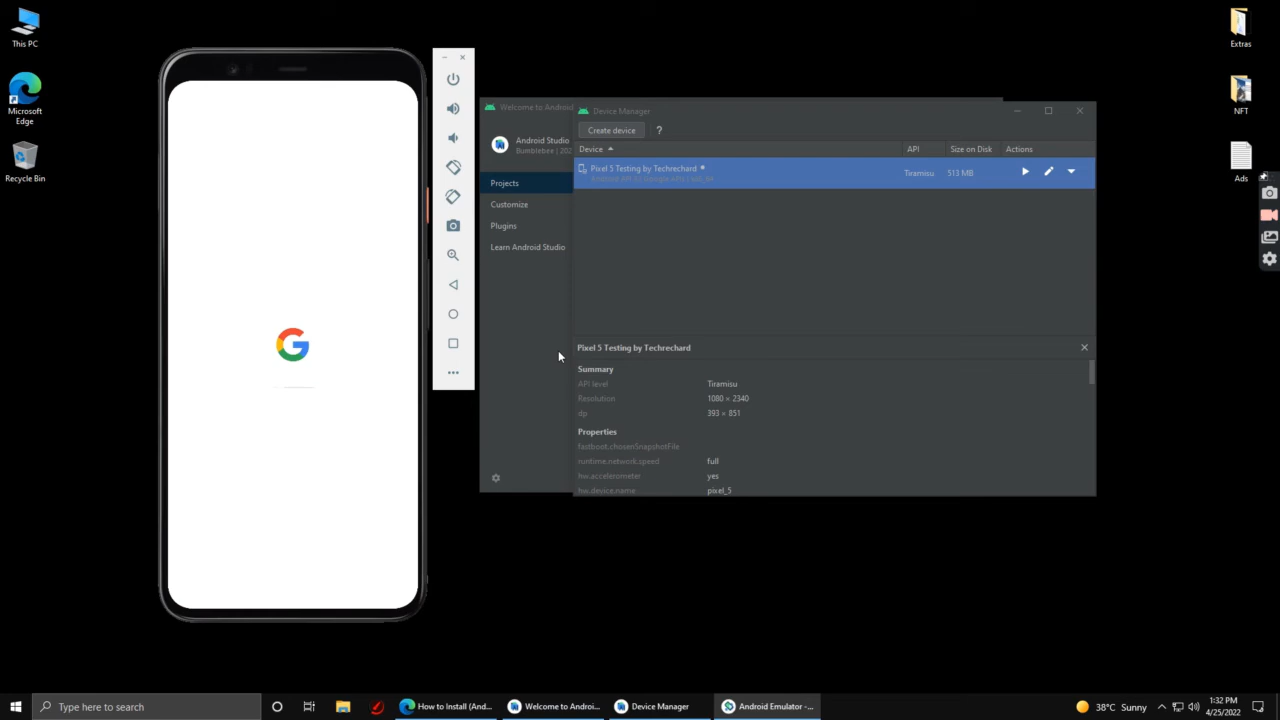 This PC
Microsoft
Edge
Recycle Bin
Extras
NFT
Ads
Welcome to Android
Android Studio
Bumblebee | 202
Projects
Customize
Plugins
Learn Android Studio
Device Manager
Create device
?
Device
API
Size on Disk
Actions
Pixel 5 Testing by Techrechard
Tiramisu
513 MB
Pixel 5 Testing by Techrechard
Summary
API level
Tiramisu
Resolution
1080 × 2340
dp
393 × 851
Properties
fastboot.chosenSnapshotFile
runtime.network.speed
full
hw.accelerometer
yes
hw.device.name
pixel_5
Type here to search
How to Install (And...
Welcome to Androi...
Device Manager
Android Emulator -...
38°C Sunny
1:32 PM
4/25/2022